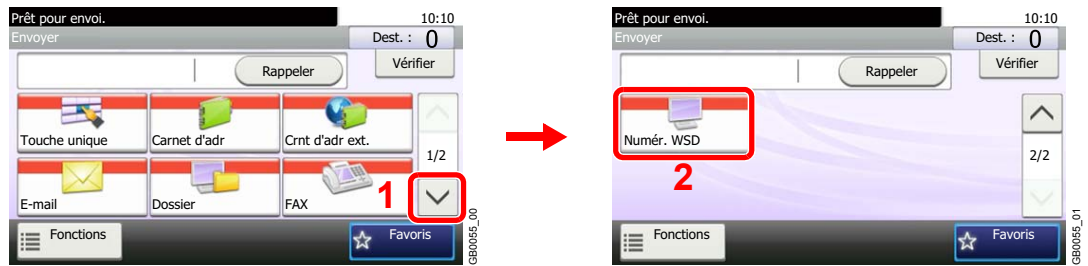 Prêt pour envoi. 10:10
Envoyer Dest. : 0
Rappeler Vérifier
Touche unique Carnet d'adr Crnt d'adr ext.
1/2
E-mail Dossier FAX 1
Fonctions Favoris
GB0055_00
Prêt pour envoi. 10:10
Envoyer Dest. : 0
Rappeler Vérifier
Numér. WSD
2/2
2
Fonctions Favoris
GB0055_01